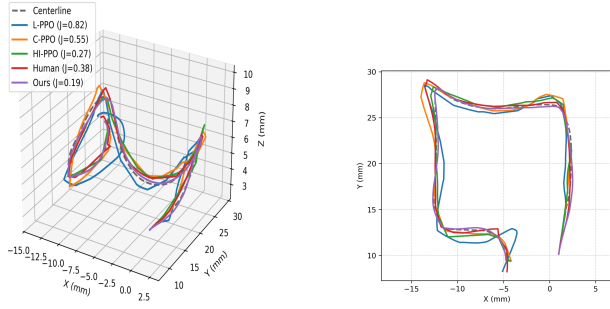 Centerline
L-PPO (J=0.82)
C-PPO (J=0.55)
HI-PPO (J=0.27)
Human (J=0.38)
Ours (J=0.19)
10
9
8
7
6
5
4
3
Z (mm)
30
25
20
15
10
Y (mm)
−15.0
−12.5
−10.0
−7.5
−5.0
−2.5
0.0
2.5
X (mm)
30
25
20
15
10
Y (mm)
−15
−10
−5
0
5
X (mm)